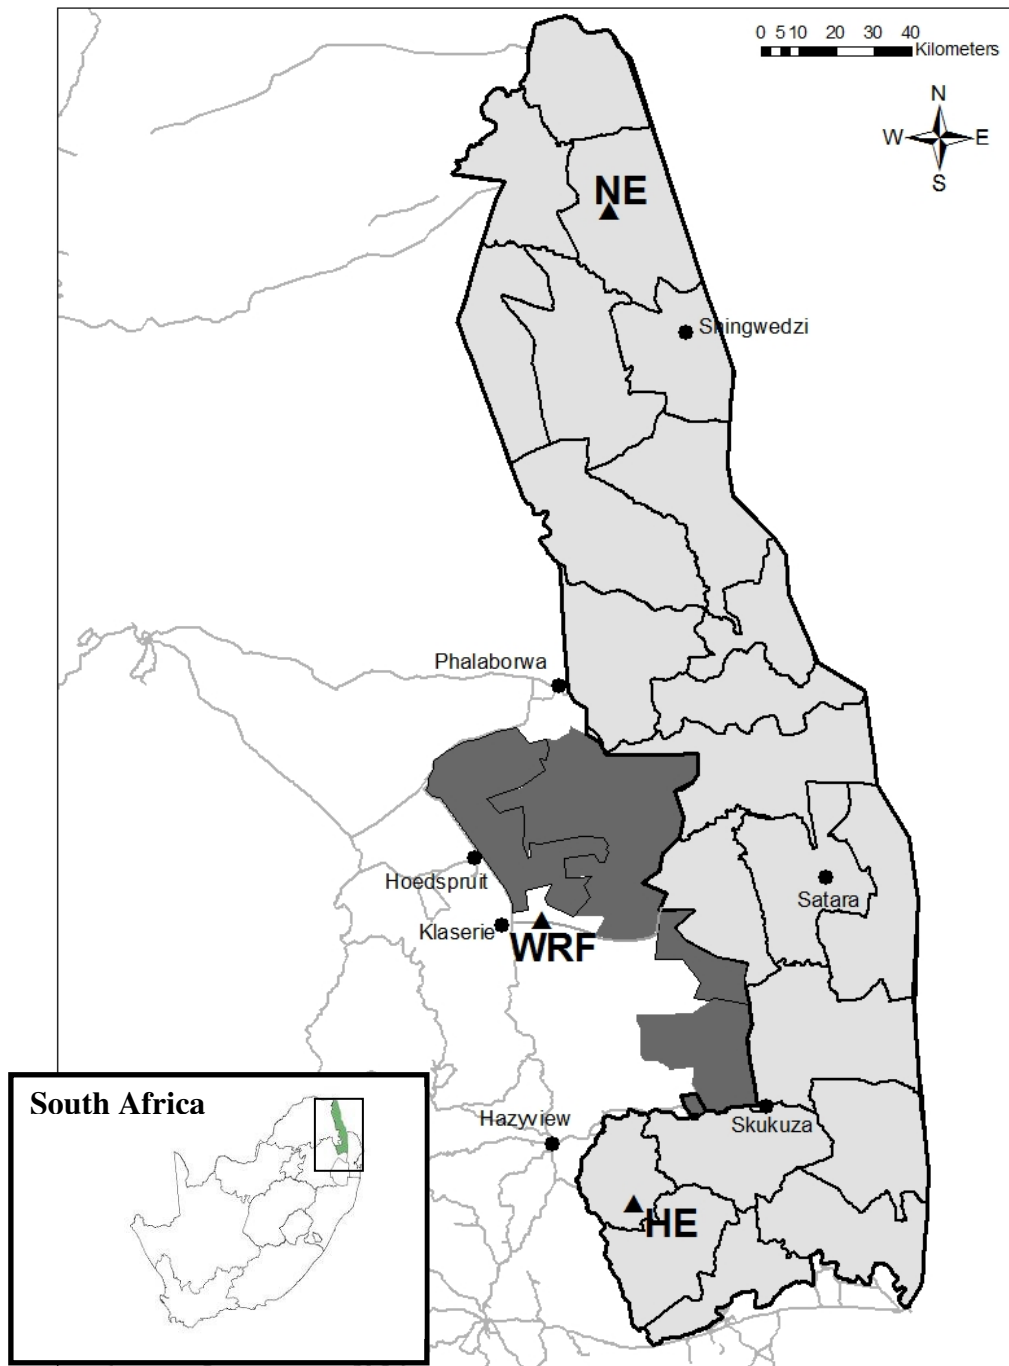 0 5 10 20 30 40
Kilometers
N
W E
S
NE
Shingwedzi
Phalaborwa
Hoedspruit
Satara
Klaserie
WRF
South Africa
Hazyview
Skukuza
HE